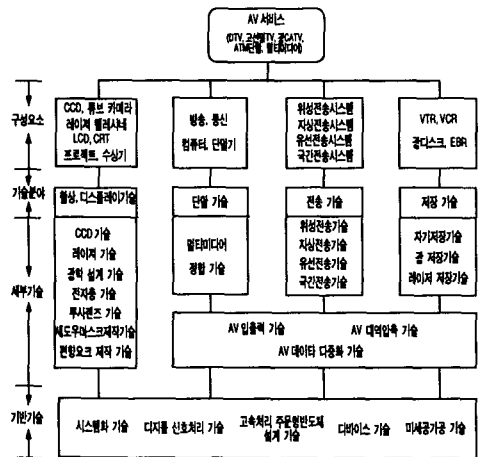 AV 서비스
(DTV, 고선명TV, 광CATV,
ATM단말, 멀티미디어)
구성요소
CCD, 튜브 카메라
레이저 텔레시네
LCD, CRT
프로젝트, 수상기
방송, 통신
컴퓨터, 단말기
위성전송시스템
지상전송시스템
유선전송시스템
국간전송시스템
VTR, VCR
광디스크, EBR
기술분야
촬상, 디스플레이기술
단말 기술
전송 기술
저장 기술
세부기술
CCD 기술
레이저 기술
광학 설계 기술
전자총 기술
투사렌즈 기술
섀도우마스크제작기술
편향요크 제작 기술
멀티미디어
정합 기술
위성전송기술
지상전송기술
유선전송기술
국간전송기술
자기저장기술
광 저장기술
레이저 저장기술
AV 입출력 기술
AV 대역압축 기술
AV 데이타 다중화 기술
기반기술
시스템화 기술
디지틀 신호처리 기술
고속처리 주문형반도체
설계 기술
디바이스 기술
미세공가공 기술